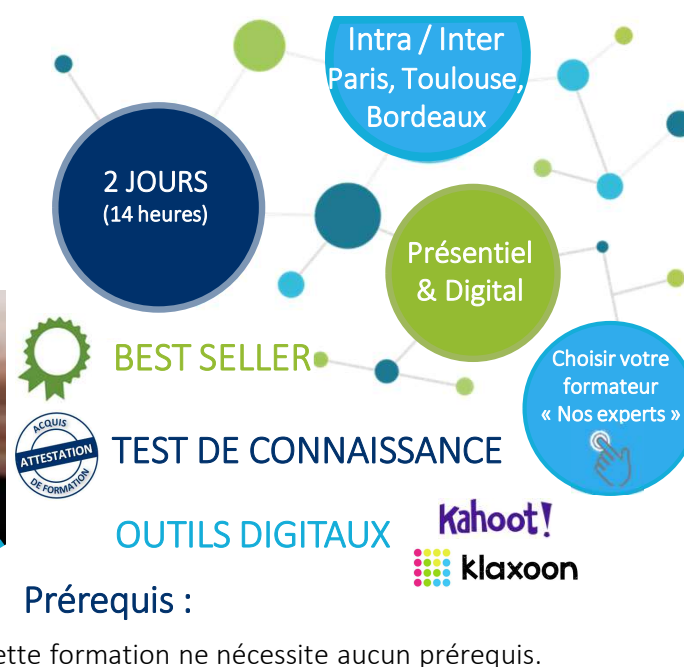 Intra / Inter
Paris, Toulouse,
Bordeaux
2 JOURS
(14 heures)
Présentiel
& Digital
BEST SELLER
Choisir votre
formateur
« Nos experts »
ACQUIS
ATTESTATION
DE FORMATION
TEST DE CONNAISSANCE
OUTILS DIGITAUX
Kahoot!
klaxoon
Prérequis :
ette formation ne nécessite aucun prérequis.